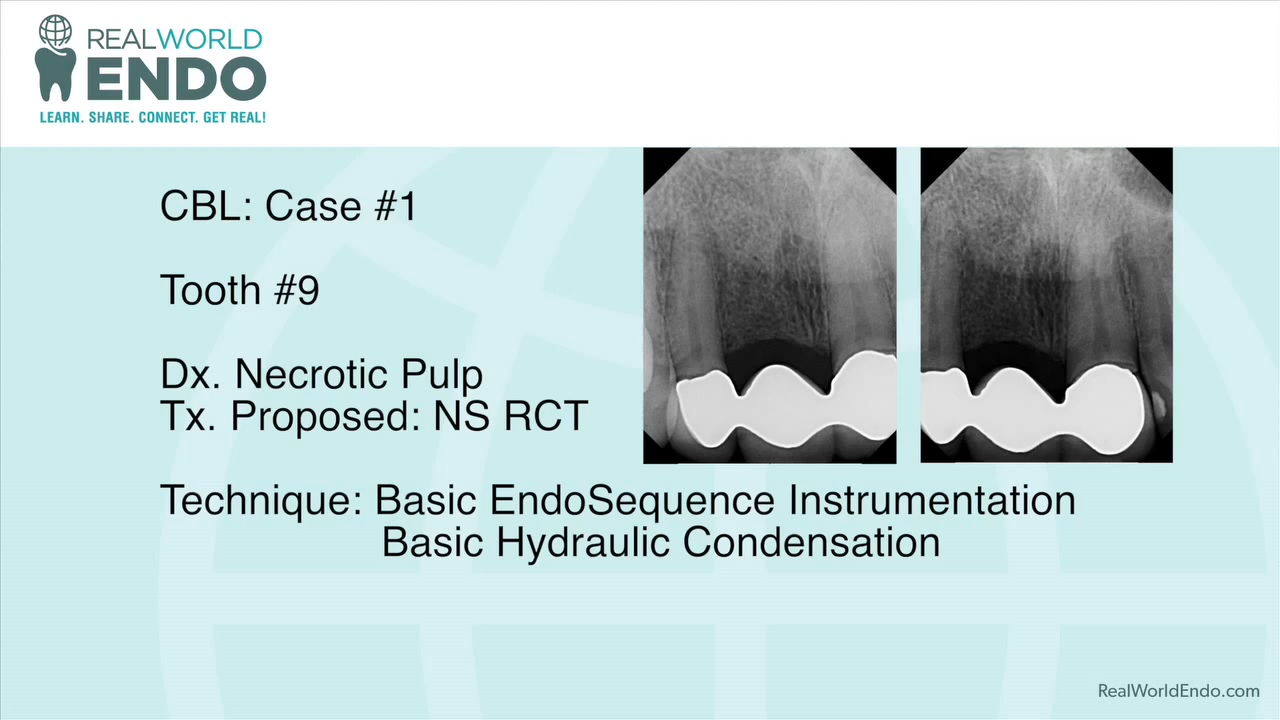 REALWORLD
ENDO
LEARN. SHARE. CONNECT. GET REAL!
CBL: Case #1
Tooth #9
Dx. Necrotic Pulp
Tx. Proposed: NS RCT
Technique: Basic EndoSequence Instrumentation
Basic Hydraulic Condensation
RealWorldEndo.com